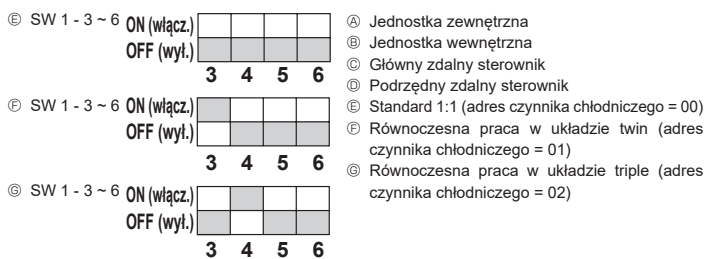 Ⓔ SW 1 - 3 ~ 6 ON (włącz.)
OFF (wył.)
3 4 5 6
Ⓕ SW 1 - 3 ~ 6 ON (włącz.)
OFF (wył.)
3 4 5 6
Ⓖ SW 1 - 3 ~ 6 ON (włącz.)
OFF (wył.)
3 4 5 6
Ⓐ Jednostka zewnętrzna
Ⓑ Jednostka wewnętrzna
Ⓒ Główny zdalny sterownik
Ⓓ Podrzędny zdalny sterownik
Ⓔ Standard 1:1 (adres czynnika chłodniczego = 00)
Ⓕ Równoczesna praca w układzie twin (adres
czynnika chłodniczego = 01)
Ⓖ Równoczesna praca w układzie triple (adres
czynnika chłodniczego = 02)